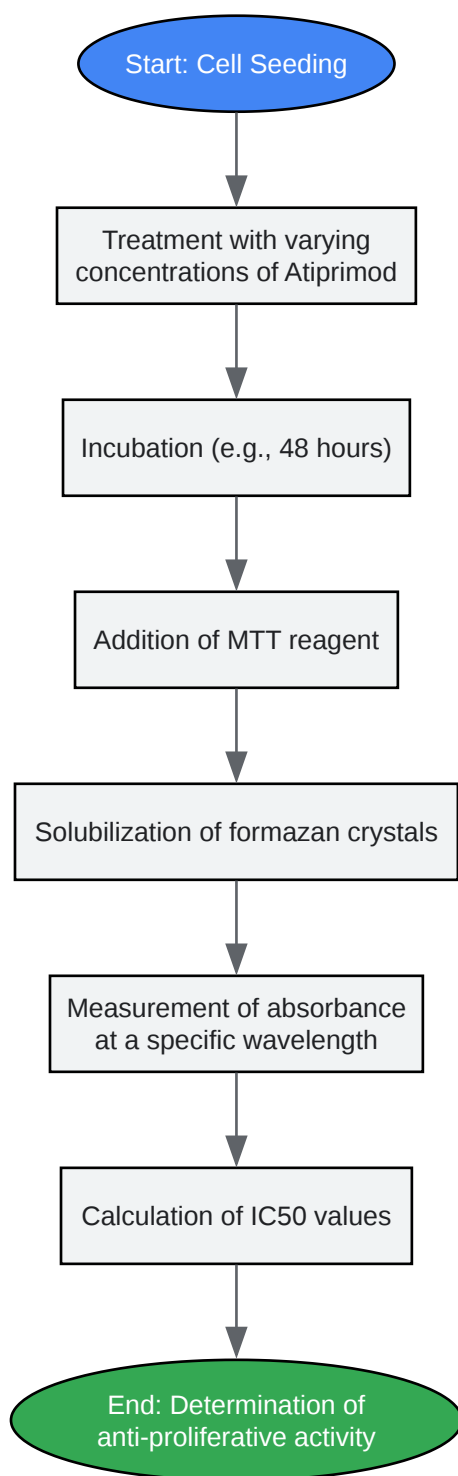 Start: Cell Seeding
Treatment with varying
concentrations of Atiprimod
Incubation (e.g., 48 hours)
Addition of MTT reagent
Solubilization of formazan crystals
Measurement of absorbance
at a specific wavelength
Calculation of IC50 values
End: Determination of
anti-proliferative activity